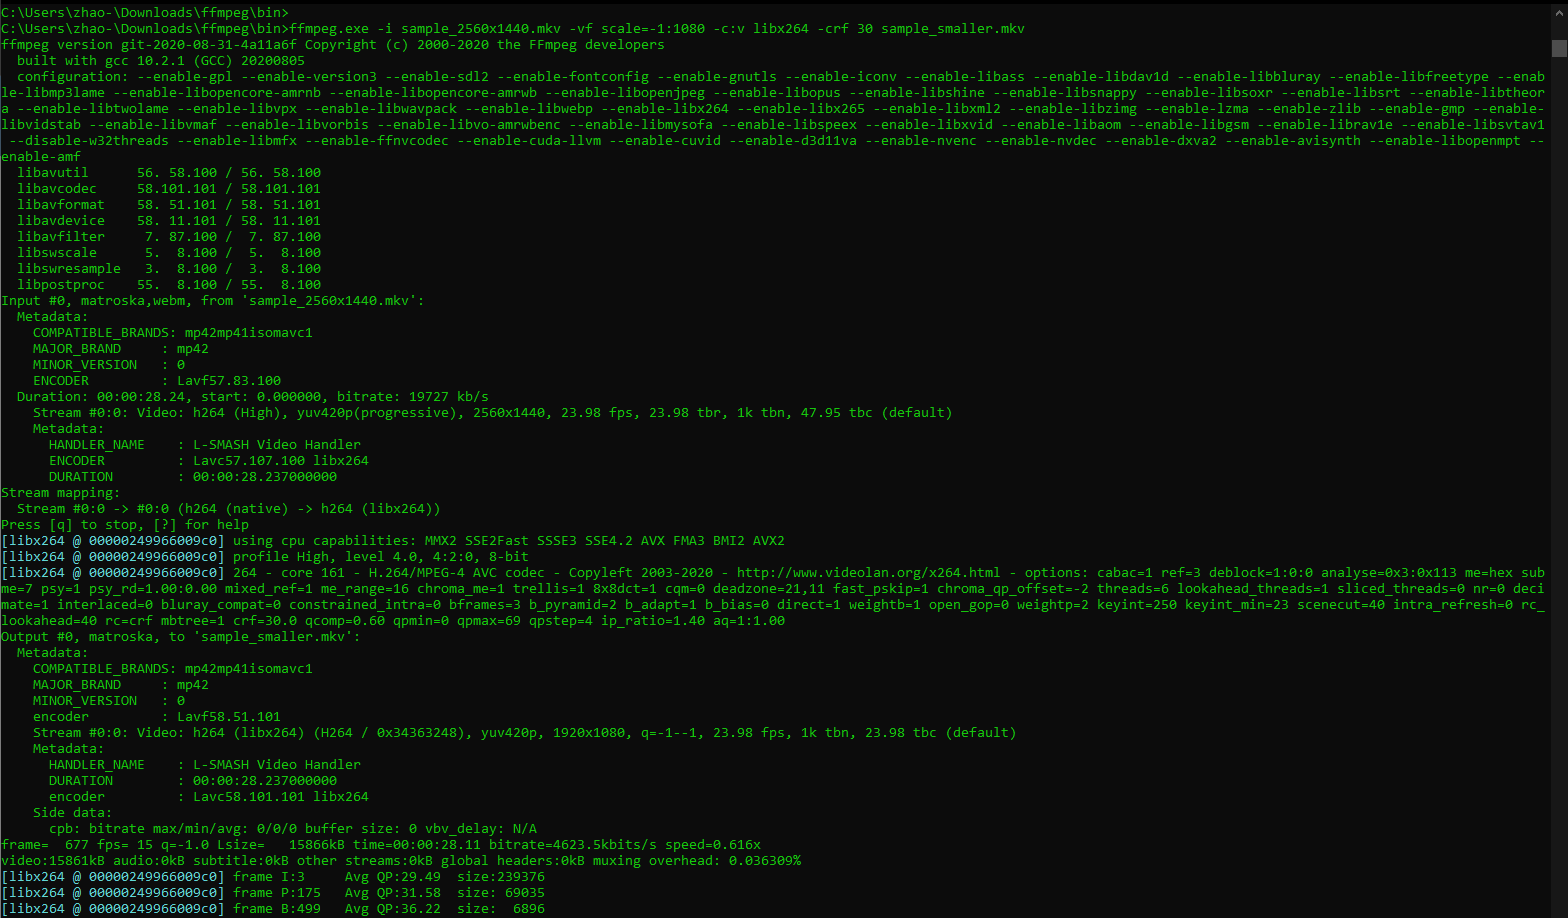 C:\Users\zhao-\Downloads\ffmpeg\bin>
C:\Users\zhao-\Downloads\ffmpeg\bin>ffmpeg.exe -i sample_2560x1440.mkv -vf scale=-1:1080 -c:v libx264 -crf 30 sample_smaller.mkv
ffmpeg version git-2020-08-31-4a11a6f Copyright (c) 2000-2020 the FFmpeg developers
  built with gcc 10.2.1 (GCC) 20200805
  configuration: --enable-gpl --enable-version3 --enable-sdl2 --enable-fontconfig --enable-gnutls --enable-iconv --enable-libass --enable-libdav1d --enable-libbluray --enable-libfreetype --enab
le-libmp3lame --enable-libopencore-amrnb --enable-libopencore-amrwb --enable-libopenjpeg --enable-libopus --enable-libshine --enable-libsnappy --enable-libsoxr --enable-libsrt --enable-libtheor
a --enable-libtwolame --enable-libvpx --enable-libwavpack --enable-libwebp --enable-libx264 --enable-libx265 --enable-libxml2 --enable-libzimg --enable-lzma --enable-zlib --enable-gmp --enable-
libvidstab --enable-libvmaf --enable-libvorbis --enable-libvo-amrwbenc --enable-libmysofa --enable-libspeex --enable-libxvid --enable-libaom --enable-libgsm --enable-librav1e --enable-libsvtav1
 --disable-w32threads --enable-libmfx --enable-ffnvcodec --enable-cuda-llvm --enable-cuvid --enable-d3d11va --enable-nvenc --enable-nvdec --enable-dxva2 --enable-avisynth --enable-libopenmpt --
enable-amf
  libavutil      56. 58.100 / 56. 58.100
  libavcodec     58.101.101 / 58.101.101
  libavformat    58. 51.101 / 58. 51.101
  libavdevice    58. 11.101 / 58. 11.101
  libavfilter     7. 87.100 /  7. 87.100
  libswscale      5.  8.100 /  5.  8.100
  libswresample   3.  8.100 /  3.  8.100
  libpostproc    55.  8.100 / 55.  8.100
Input #0, matroska,webm, from 'sample_2560x1440.mkv':
  Metadata:
    COMPATIBLE_BRANDS: mp42mp41isomavc1
    MAJOR_BRAND     : mp42
    MINOR_VERSION   : 0
    ENCODER         : Lavf57.83.100
  Duration: 00:00:28.24, start: 0.000000, bitrate: 19727 kb/s
    Stream #0:0: Video: h264 (High), yuv420p(progressive), 2560x1440, 23.98 fps, 23.98 tbr, 1k tbn, 47.95 tbc (default)
    Metadata:
      HANDLER_NAME    : L-SMASH Video Handler
      ENCODER         : Lavc57.107.100 libx264
      DURATION        : 00:00:28.237000000
Stream mapping:
  Stream #0:0 -> #0:0 (h264 (native) -> h264 (libx264))
Press [q] to stop, [?] for help
[libx264 @ 00000249966009c0] using cpu capabilities: MMX2 SSE2Fast SSSE3 SSE4.2 AVX FMA3 BMI2 AVX2
[libx264 @ 00000249966009c0] profile High, level 4.0, 4:2:0, 8-bit
[libx264 @ 00000249966009c0] 264 - core 161 - H.264/MPEG-4 AVC codec - Copyleft 2003-2020 - http://www.videolan.org/x264.html - options: cabac=1 ref=3 deblock=1:0:0 analyse=0x3:0x113 me=hex sub
me=7 psy=1 psy_rd=1.00:0.00 mixed_ref=1 me_range=16 chroma_me=1 trellis=1 8x8dct=1 cqm=0 deadzone=21,11 fast_pskip=1 chroma_qp_offset=-2 threads=6 lookahead_threads=1 sliced_threads=0 nr=0 deci
mate=1 interlaced=0 bluray_compat=0 constrained_intra=0 bframes=3 b_pyramid=2 b_adapt=1 b_bias=0 direct=1 weightb=1 open_gop=0 weightp=2 keyint=250 keyint_min=23 scenecut=40 intra_refresh=0 rc_
lookahead=40 rc=crf mbtree=1 crf=30.0 qcomp=0.60 qpmin=0 qpmax=69 qpstep=4 ip_ratio=1.40 aq=1:1.00
Output #0, matroska, to 'sample_smaller.mkv':
  Metadata:
    COMPATIBLE_BRANDS: mp42mp41isomavc1
    MAJOR_BRAND     : mp42
    MINOR_VERSION   : 0
    encoder         : Lavf58.51.101
    Stream #0:0: Video: h264 (libx264) (H264 / 0x34363248), yuv420p, 1920x1080, q=-1--1, 23.98 fps, 1k tbn, 23.98 tbc (default)
    Metadata:
      HANDLER_NAME    : L-SMASH Video Handler
      DURATION        : 00:00:28.237000000
      encoder         : Lavc58.101.101 libx264
    Side data:
      cpb: bitrate max/min/avg: 0/0/0 buffer size: 0 vbv_delay: N/A
frame=  677 fps= 15 q=-1.0 Lsize=   15866kB time=00:00:28.11 bitrate=4623.5kbits/s speed=0.616x
video:15861kB audio:0kB subtitle:0kB other streams:0kB global headers:0kB muxing overhead: 0.036309%
[libx264 @ 00000249966009c0] frame I:3     Avg QP:29.49  size:239376
[libx264 @ 00000249966009c0] frame P:175   Avg QP:31.58  size: 69035
[libx264 @ 00000249966009c0] frame B:499   Avg QP:36.22  size:  6896